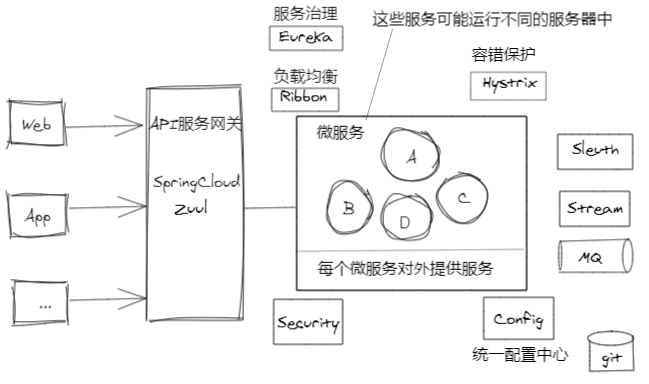 服务治理
Eureka
这些服务可能运行不同的服务器中
负载均衡
Ribbon
容错保护
Hystrix
Web
App
...
API服务网关
SpringCloud
Zuul
微服务
A
B
C
D
每个微服务对外提供服务
Sleuth
Stream
MQ
Security
Config
统一配置中心
git